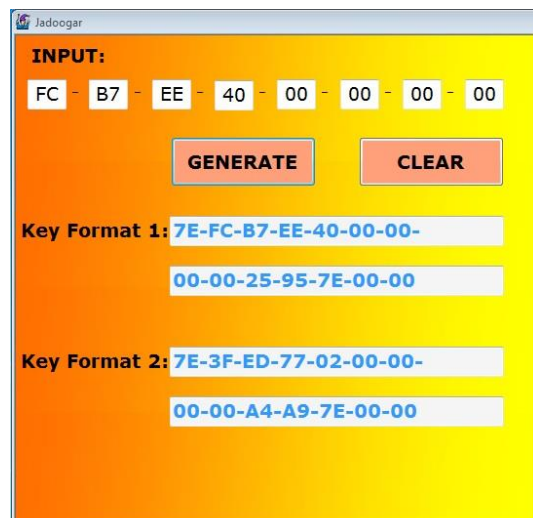 Jadoogar
INPUT:
FC - B7 - EE - 40 - 00 - 00 - 00 - 00
GENERATE CLEAR
Key Format 1: 7E-FC-B7-EE-40-00-00-
00-00-25-95-7E-00-00
Key Format 2: 7E-3F-ED-77-02-00-00-
00-00-A4-A9-7E-00-00